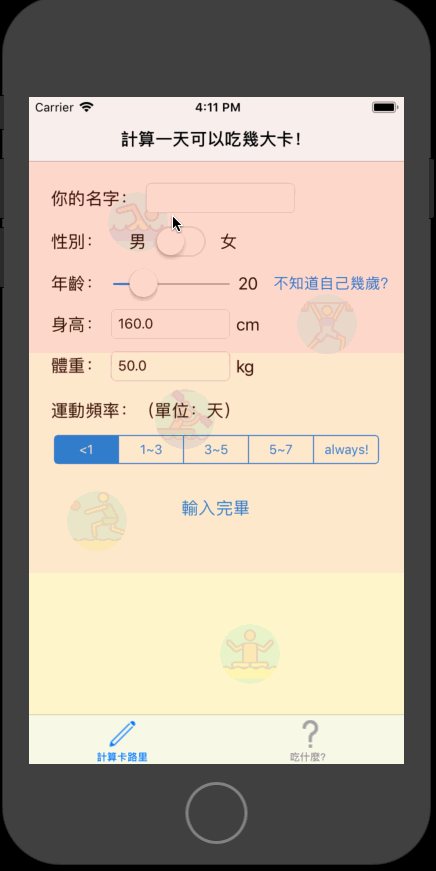 Carrier 4:11 PM
計算一天可以吃幾大卡!
你的名字:
性別: 男 女
年齡: 20 不知道自己幾歲?
身高: 160.0 cm
體重: 50.0 kg
運動頻率: (單位: 天)
<1 1~3 3~5 5~7 always!
輸入完畢
計算卡路里 吃什麼?